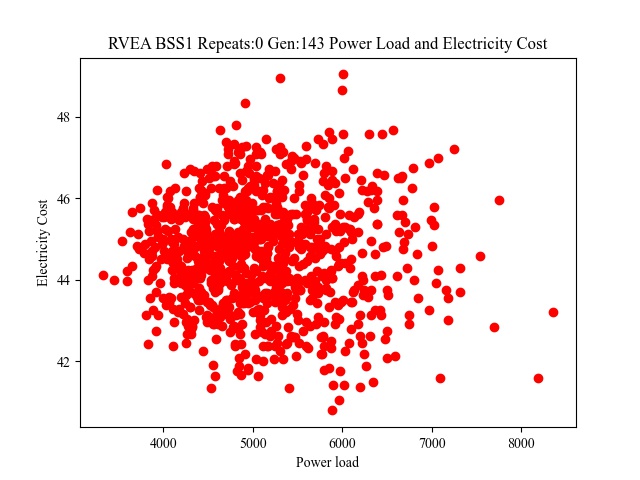 RVEA BSS1 Repeats:0 Gen:143 Power Load and Electricity Cost
48
46
44
42
Electricity Cost
4000 5000 6000 7000 8000
Power load